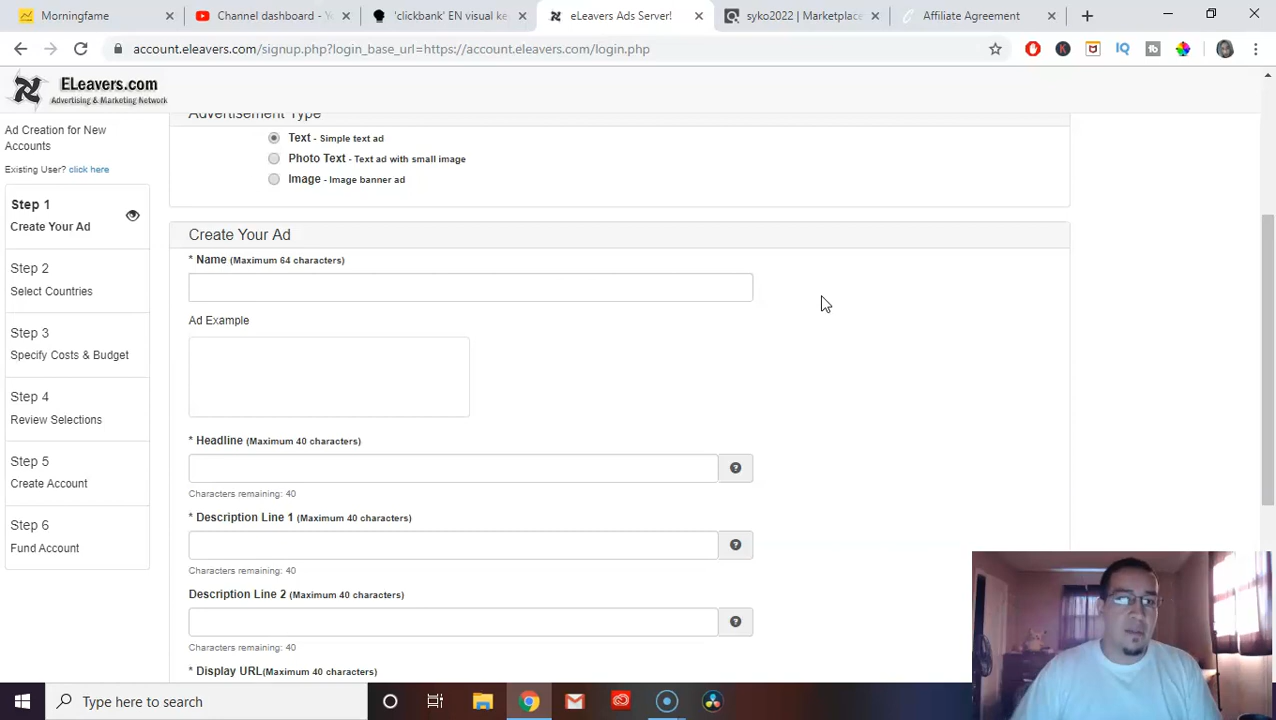 Morningfame
Channel dashboard - Yo
'clickbank' EN visual ke
eLeavers Ads Server!
syko2022 | Marketplace
Affiliate Agreement
account.eleavers.com/signup.php?login_base_url=https://account.eleavers.com/login.php
ELeavers.com
Advertising & Marketing Network
Ad Creation for New
Accounts
Existing User? click here
Step 1
Create Your Ad
Step 2
Select Countries
Step 3
Specify Costs & Budget
Step 4
Review Selections
Step 5
Create Account
Step 6
Fund Account
Advertisement Type
Text - Simple text ad
Photo Text - Text ad with small image
Image - Image banner ad
Create Your Ad
* Name (Maximum 64 characters)
Ad Example
* Headline (Maximum 40 characters)
Characters remaining: 40
* Description Line 1 (Maximum 40 characters)
Characters remaining: 40
Description Line 2 (Maximum 40 characters)
Characters remaining: 40
* Display URL(Maximum 40 characters)
Type here to search